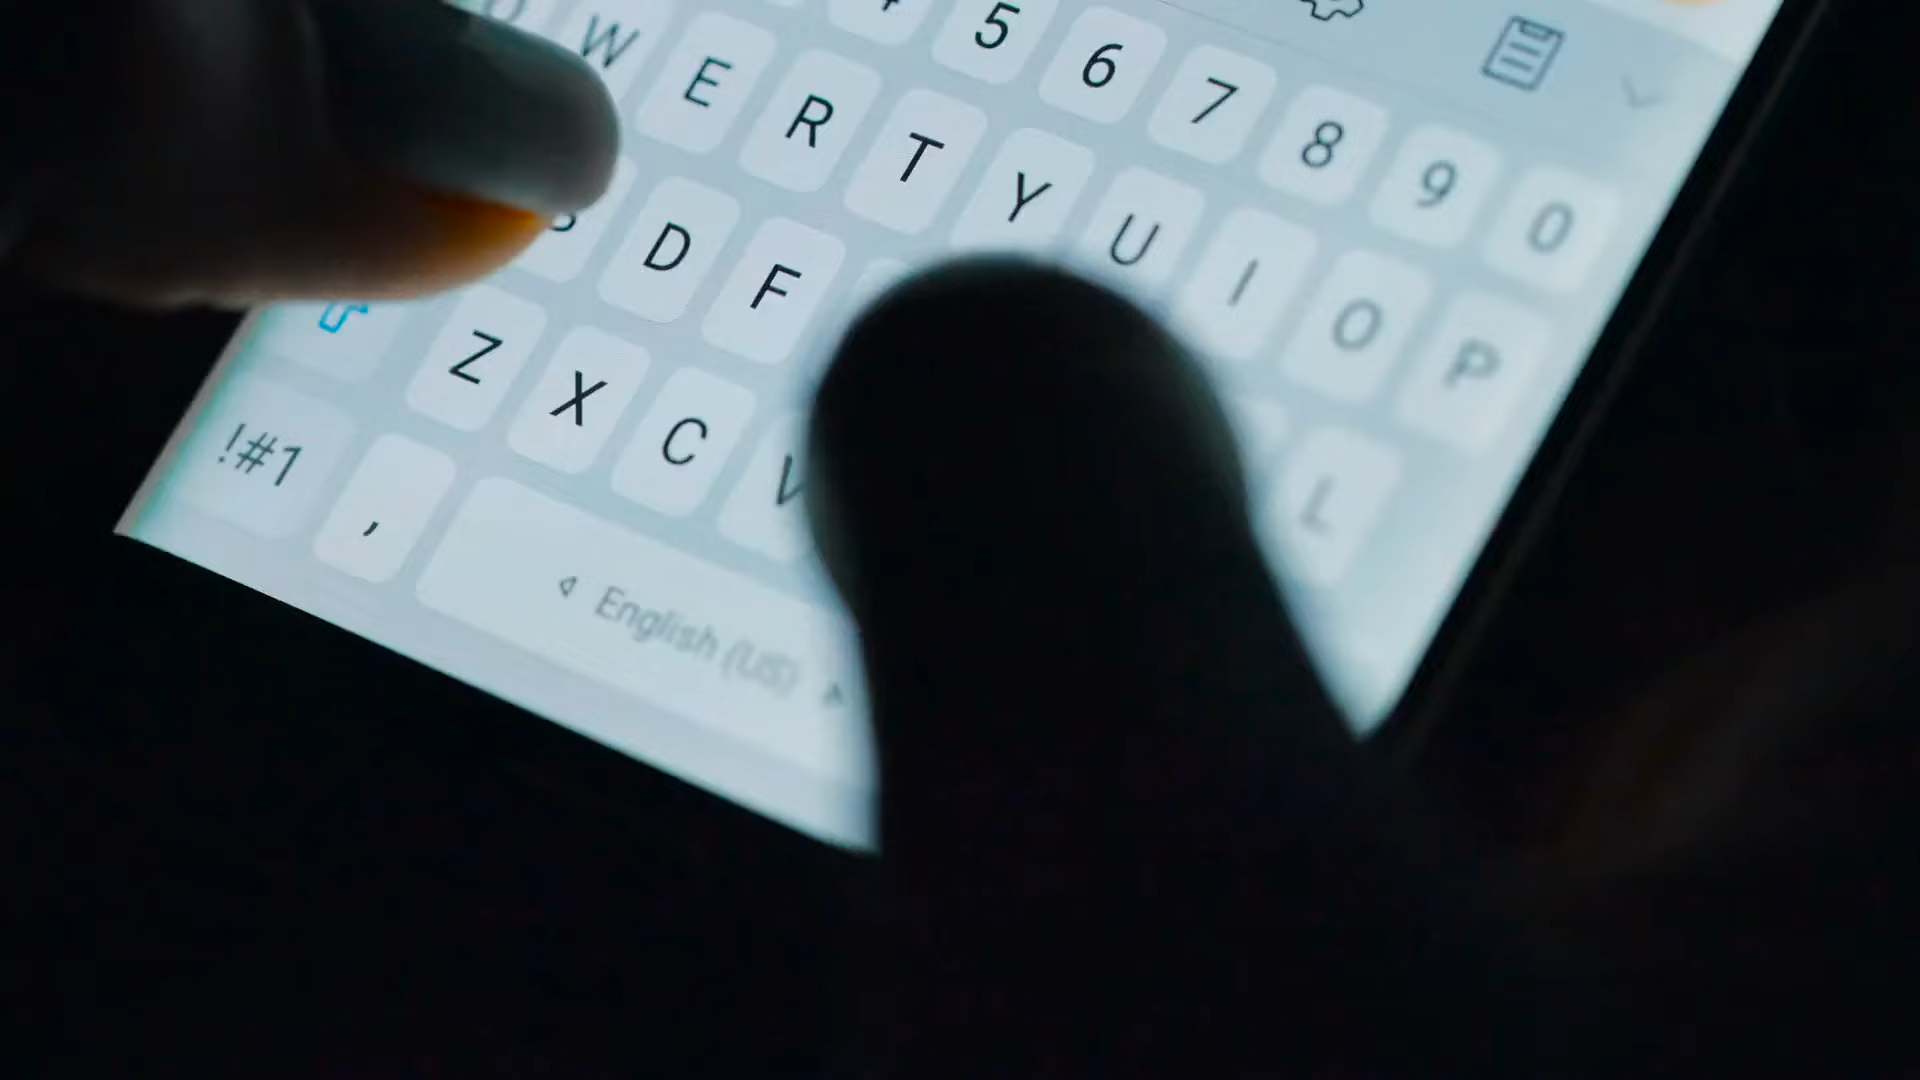 5 6 7 8 9 0
W E R T Y U I O P
D F L
Z X C V
!#1 , English (US)